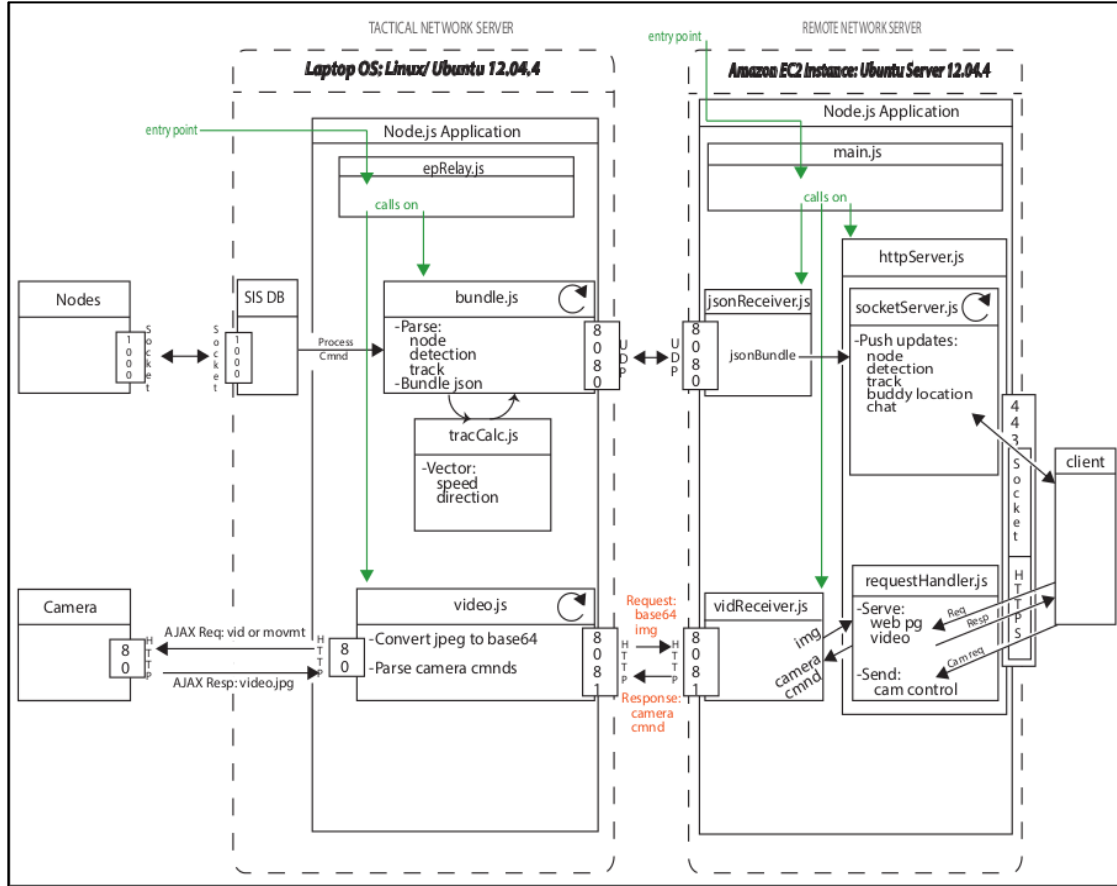 TACTICAL NETWORK SERVER
REMOTE NETWORK SERVER
entry point
Laptop OS: Linux/ Ubuntu 12.04.4
Amazon EC2 Instance: Ubuntu Server 12.04.4
Node.js Application
Node.js Application
entry point
epRelay.js
main.js
calls on
calls on
httpServer.js
Nodes
SIS DB
bundle.js
jsonReceiver.js
socketServer.js
1000
Socket
Socket
1000
Process
Cmnd
-Parse:
node
detection
track
-Bundle json
8080
UDP
UDP
8080
jsonBundle
-Push updates:
node
detection
track
buddy location
chat
tracCalc.js
-Vector:
speed
direction
443
Socket
HTTPS
client
Camera
video.js
Request:
base64
img
vidReceiver.js
requestHandler.js
80
HTTP
AJAX Req: vid or movmt
AJAX Resp: video.jpg
HTTP
80
-Convert jpeg to base64
-Parse camera cmnds
8081
HTTP
HTTP
8081
Response:
camera
cmnd
img
camera
cmnd
-Serve:
web pg
video
-Send:
cam control
Req
Resp
Cam req